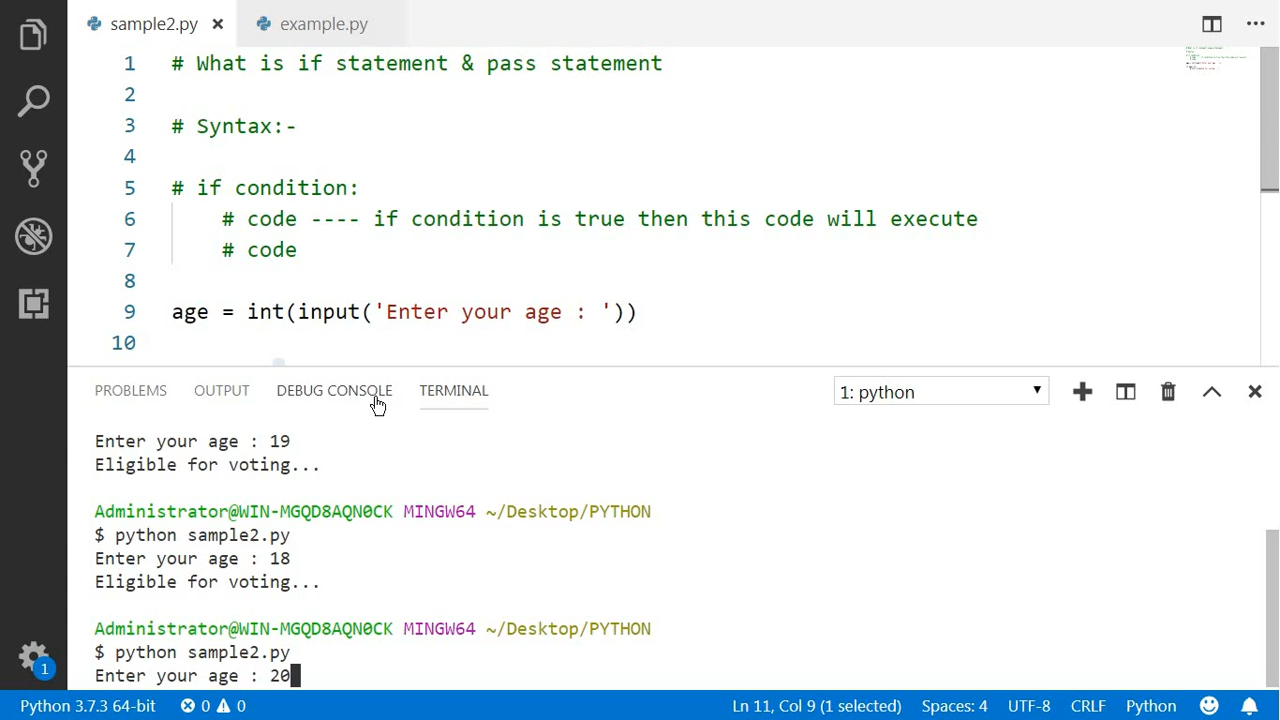 sample2.py
example.py
1 # What is if statement & pass statement
2
3 # Syntax:-
4
5 # if condition:
6 # code ---- if condition is true then this code will execute
7 # code
8
9 age = int(input('Enter your age : '))
10
PROBLEMS OUTPUT DEBUG CONSOLE TERMINAL 1: python
Enter your age : 19
Eligible for voting...
Administrator@WIN-MGQD8AQN0CK MINGW64 ~/Desktop/PYTHON
$ python sample2.py
Enter your age : 18
Eligible for voting...
Administrator@WIN-MGQD8AQN0CK MINGW64 ~/Desktop/PYTHON
$ python sample2.py
Enter your age : 20
1
Python 3.7.3 64-bit 0 0 Ln 11, Col 9 (1 selected) Spaces: 4 UTF-8 CRLF Python